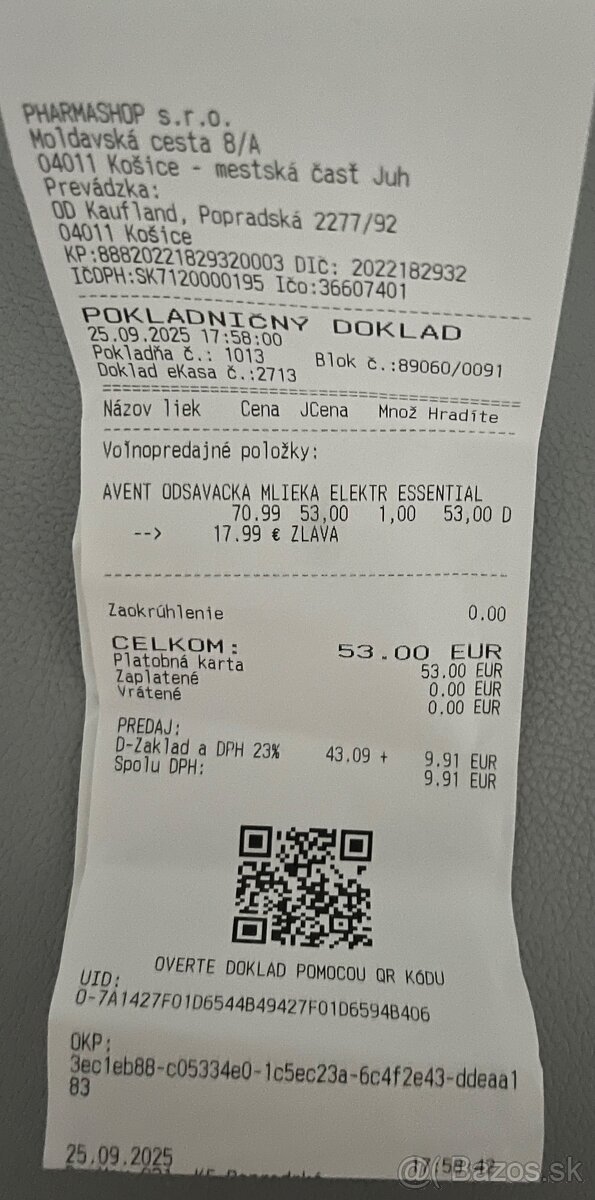 PHARMASHOP s.r.o.
Moldavská cesta 8/A
04011 Košice - mestská časť Juh
Prevádzka:
OD Kaufland, Popradská 2277/92
04011 Košice
KP:88820221829320003 DIČ: 2022182932
IČDPH:SK7120000195 Ičo:36607401
POKLADNIČNÝ DOKLAD
25.09.2025 17:58:00
Pokladňa č.: 1013 Blok č.:89060/0091
Doklad eKasa č.:2713
Názov liek Cena JCena Množ Hradíte
Voľnopredajné položky:
AVENT ODSAVACKA MLIEKA ELEKTR ESSENTIAL
70.99 53,00 1,00 53,00 D
--> 17.99 € ZLAVA
Zaokrúhlenie 0.00
CELKOM: 53.00 EUR
Platobná karta 53.00 EUR
Zaplatené 0.00 EUR
Vrátené 0.00 EUR
PREDAJ:
D-Zaklad a DPH 23% 43.09 + 9.91 EUR
Spolu DPH: 9.91 EUR
OVERTE DOKLAD POMOCOU QR KÓDU
UID:
O-7A1427F01D6544B49427F01D6594B406
OKP:
3ec1eb88-c05334e0-1c5ec23a-6c4f2e43-ddeaa1
83
25.09.2025 17:58:42
Bazos.sk